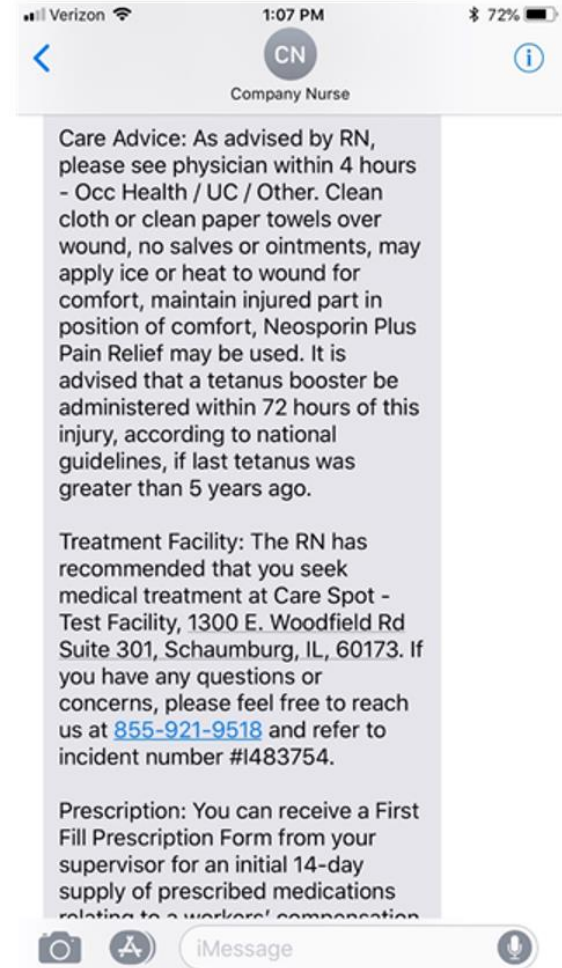 Verizon 1:07 PM 72%
CN
Company Nurse
Care Advice: As advised by RN,
please see physician within 4 hours
- Occ Health / UC / Other. Clean
cloth or clean paper towels over
wound, no salves or ointments, may
apply ice or heat to wound for
comfort, maintain injured part in
position of comfort, Neosporin Plus
Pain Relief may be used. It is
advised that a tetanus booster be
administered within 72 hours of this
injury, according to national
guidelines, if last tetanus was
greater than 5 years ago.
Treatment Facility: The RN has
recommended that you seek
medical treatment at Care Spot -
Test Facility, 1300 E. Woodfield Rd
Suite 301, Schaumburg, IL, 60173. If
you have any questions or
concerns, please feel free to reach
us at 855-921-9518 and refer to
incident number #I483754.
Prescription: You can receive a First
Fill Prescription Form from your
supervisor for an initial 14-day
supply of prescribed medications
relating to a workers' compensation
iMessage